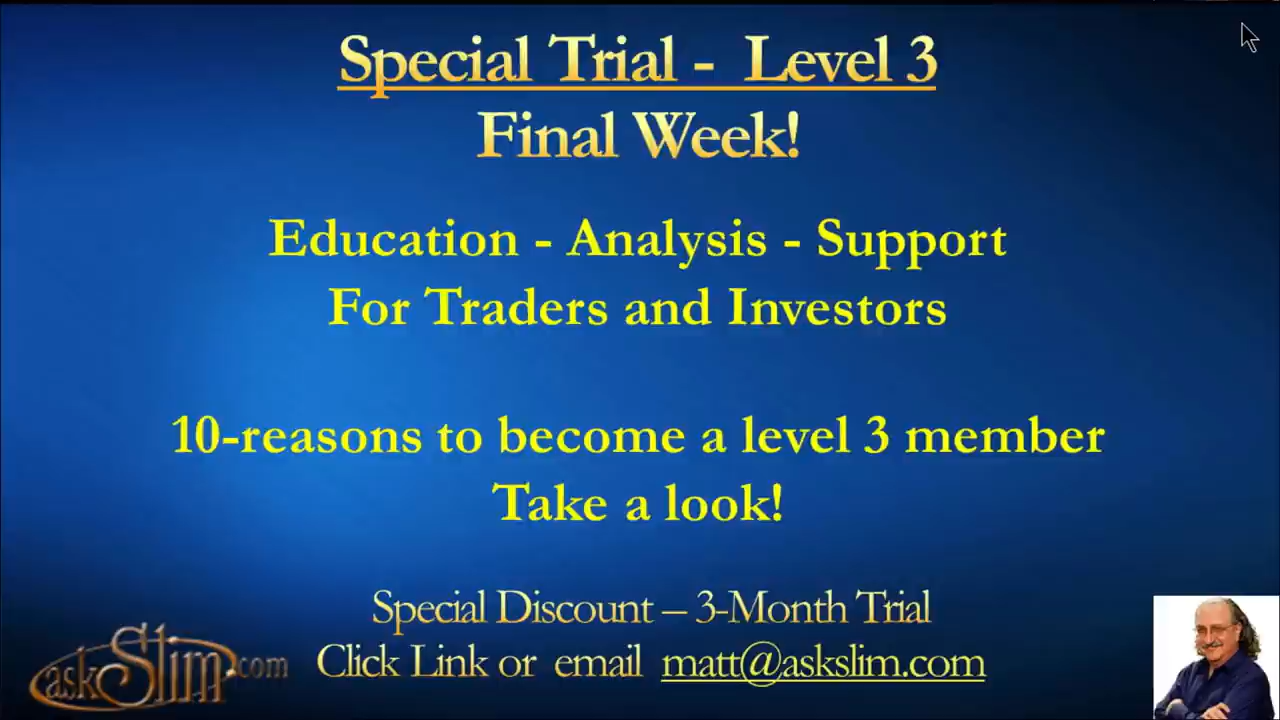 Special Trial - Level 3
Final Week!
Education - Analysis - Support
For Traders and Investors
10-reasons to become a level 3 member
Take a look!
Special Discount – 3-Month Trial
Click Link or email matt@askslim.com
askSlim.com